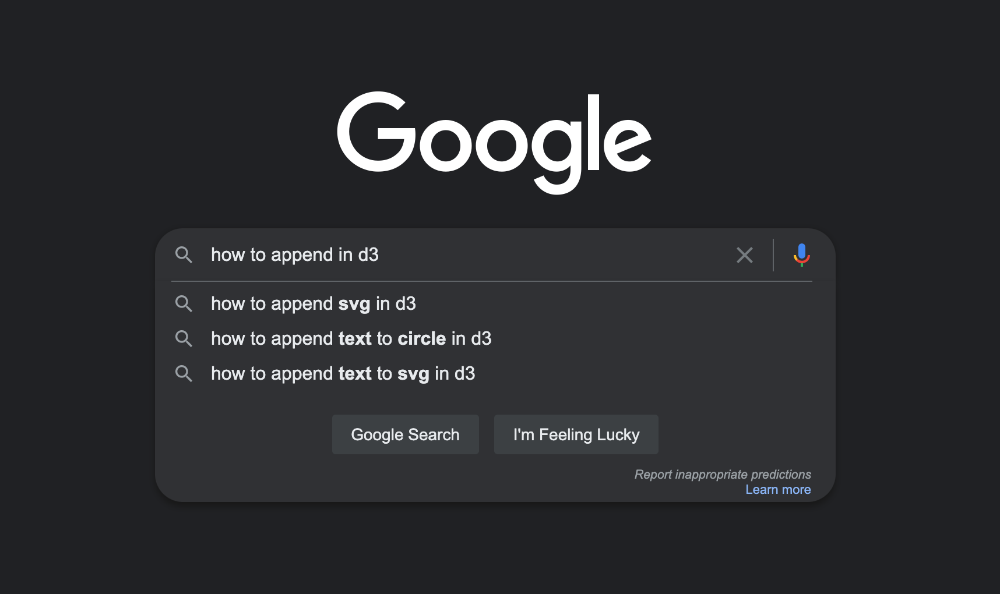 Google
how to append in d3
how to append svg in d3
how to append text to circle in d3
how to append text to svg in d3
Google Search
I'm Feeling Lucky
Report inappropriate predictions
Learn more